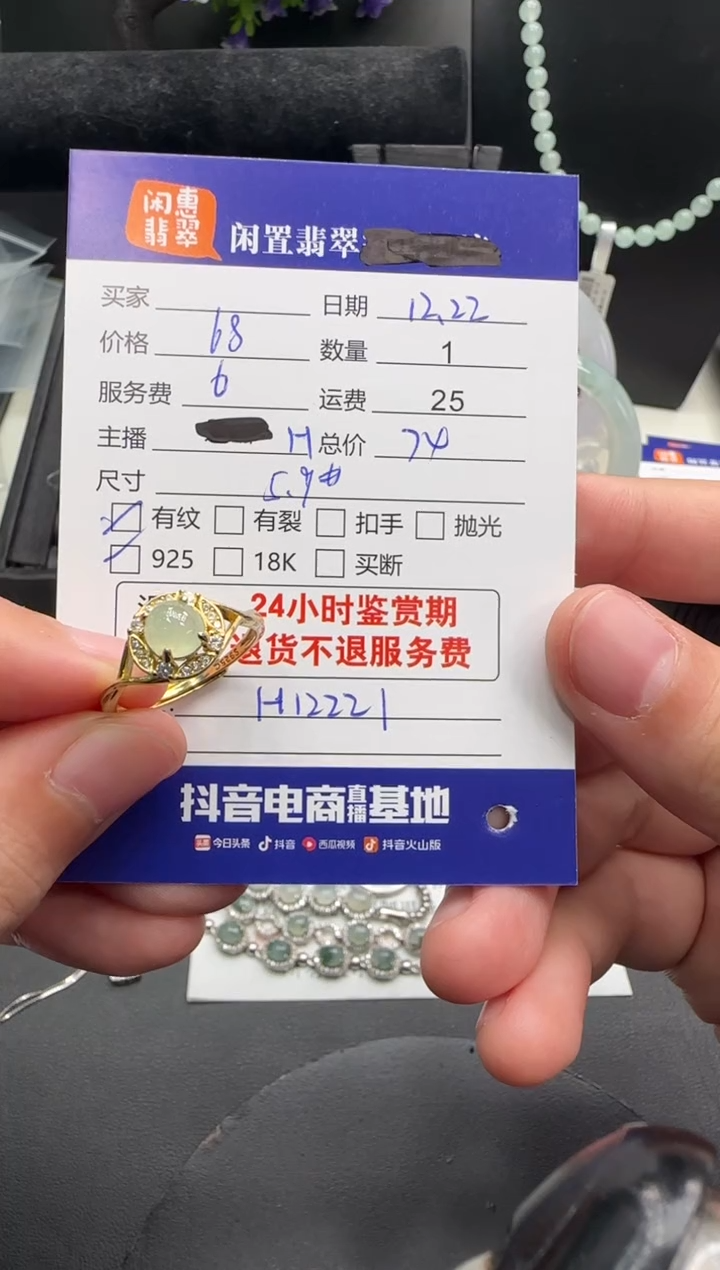 闲惠
翡翠
闲置翡翠
买家 日期 12.22
价格 68 数量 1
服务费 6 运费 25
主播 H 总价 74
尺寸 5.9#
有纹 有裂 扣手 抛光
925 18K 买断
24小时鉴赏期
退货不退服务费
H12221
抖音电商直播基地
头条 今日头条 抖音 西瓜视频 抖音火山版